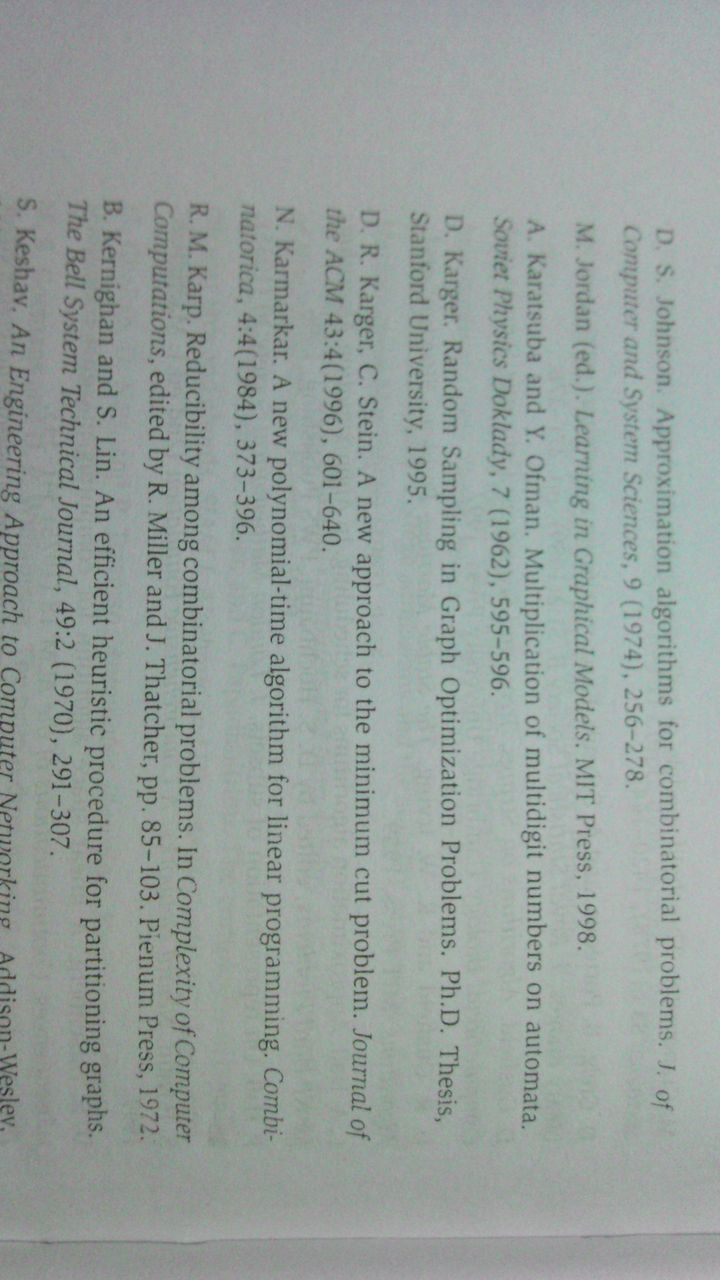 D. S. Johnson. Approximation algorithms for combinatorial problems. J. of
Computer and System Sciences, 9 (1974), 256–278.
M. Jordan (ed.). Learning in Graphical Models. MIT Press, 1998.
A. Karatsuba and Y. Ofman. Multiplication of multidigit numbers on automata.
Soviet Physics Doklady, 7 (1962), 595–596.
D. Karger. Random Sampling in Graph Optimization Problems. Ph.D. Thesis,
Stanford University, 1995.
D. R. Karger, C. Stein. A new approach to the minimum cut problem. Journal of
the ACM 43:4(1996), 601–640.
N. Karmarkar. A new polynomial-time algorithm for linear programming. Combi-
natorica, 4:4(1984), 373–396.
R. M. Karp. Reducibility among combinatorial problems. In Complexity of Computer
Computations, edited by R. Miller and J. Thatcher, pp. 85–103. Plenum Press, 1972.
B. Kernighan and S. Lin. An efficient heuristic procedure for partitioning graphs.
The Bell System Technical Journal, 49:2 (1970), 291–307.
S. Keshav. An Engineering Approach to Computer Networking. Addison-Wesley,